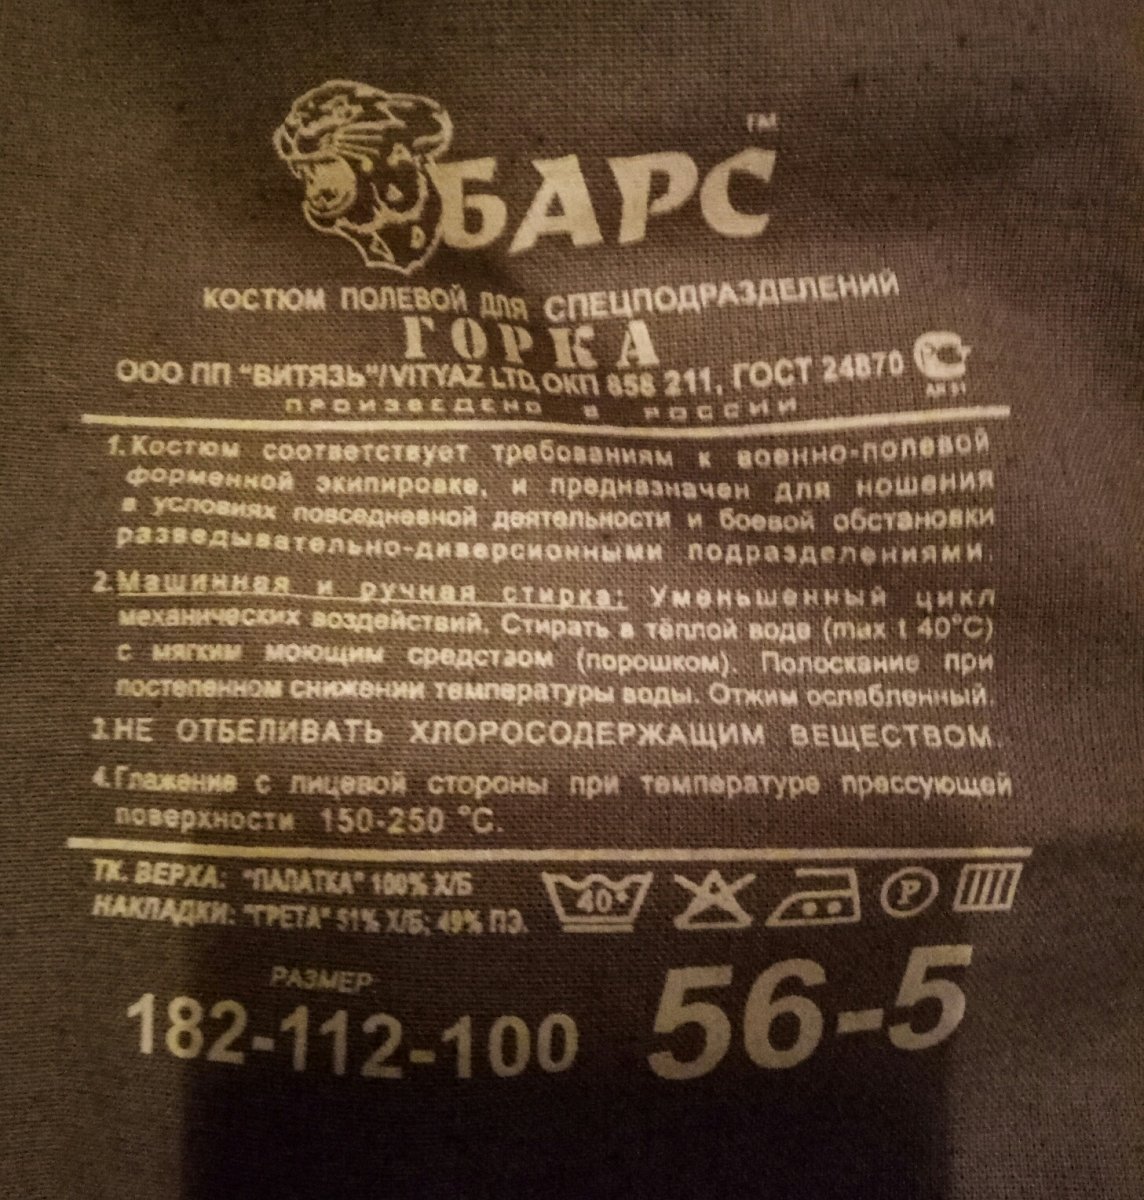 БАРС™
КОСТЮМ ПОЛЕВОЙ ДЛЯ СПЕЦПОДРАЗДЕЛЕНИЙ
ГОРКА
ООО ПП "ВИТЯЗЬ"/VITYAZ LTD, ОКП 858 211, ГОСТ 24870
ПРОИЗВЕДЕНО В РОССИИ
1. Костюм соответствует требованиям к военно-полевой
форменной экипировке, и предназначен для ношения
в условиях повседневной деятельности и боевой обстановки
разведывательно-диверсионными подразделениями.
2. Машинная и ручная стирка: Уменьшенный цикл
механических воздействий. Стирать в тёплой воде (max t 40°C)
с мягким моющим средством (порошком). Полоскание при
постепенном снижении температуры воды. Отжим ослабленный.
3. НЕ ОТБЕЛИВАТЬ ХЛОРОСОДЕРЖАЩИМ ВЕЩЕСТВОМ.
4. Глажение с лицевой стороны при температуре прессующей
поверхности 150-250 °C.
ТК. ВЕРХА: "ПАЛАТКА" 100% Х/Б
НАКЛАДКИ: "ГРЕТА" 51% Х/Б; 49% ПЭ.
40° P
РАЗМЕР
182-112-100 56-5